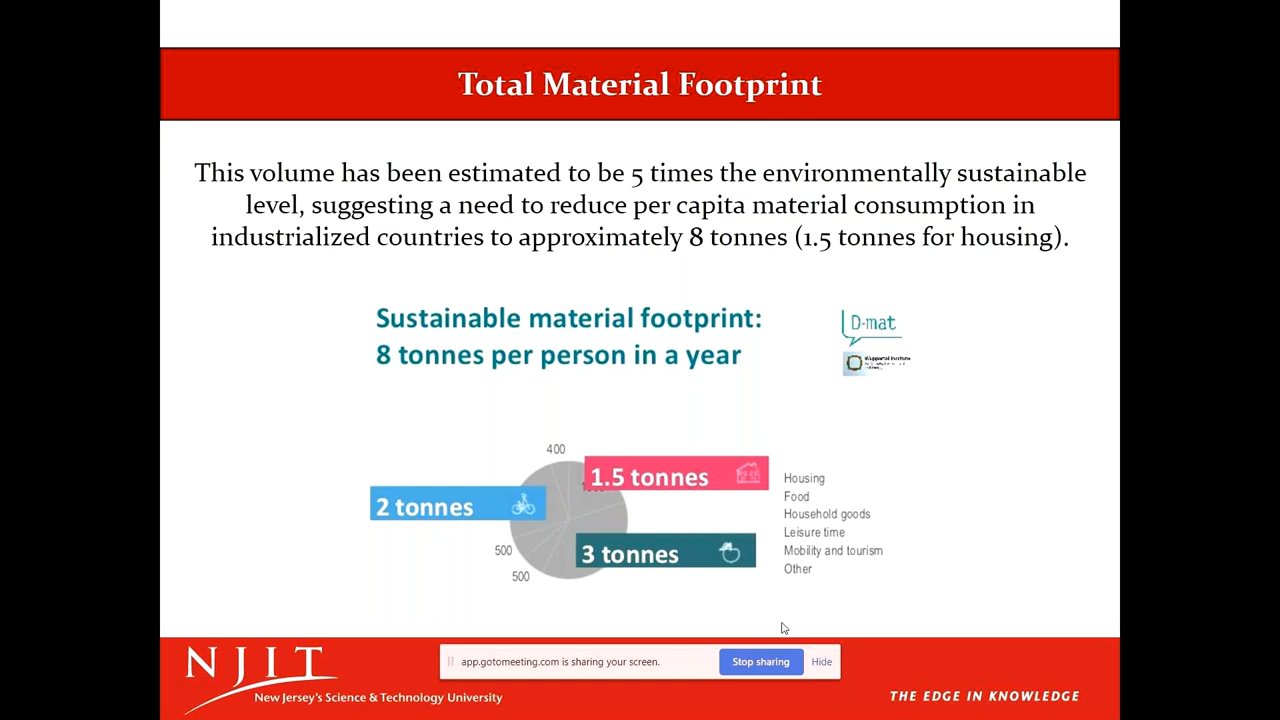 Total Material Footprint
This volume has been estimated to be 5 times the environmentally sustainable
level, suggesting a need to reduce per capita material consumption in
industrialized countries to approximately 8 tonnes (1.5 tonnes for housing).
Sustainable material footprint:
8 tonnes per person in a year
D-mat
Wuppertal Institute
400
1.5 tonnes
2 tonnes
500
3 tonnes
500
Housing
Food
Household goods
Leisure time
Mobility and tourism
Other
NJIT
New Jersey's Science & Technology University
app.gotomeeting.com is sharing your screen.
Stop sharing
Hide
THE EDGE IN KNOWLEDGE